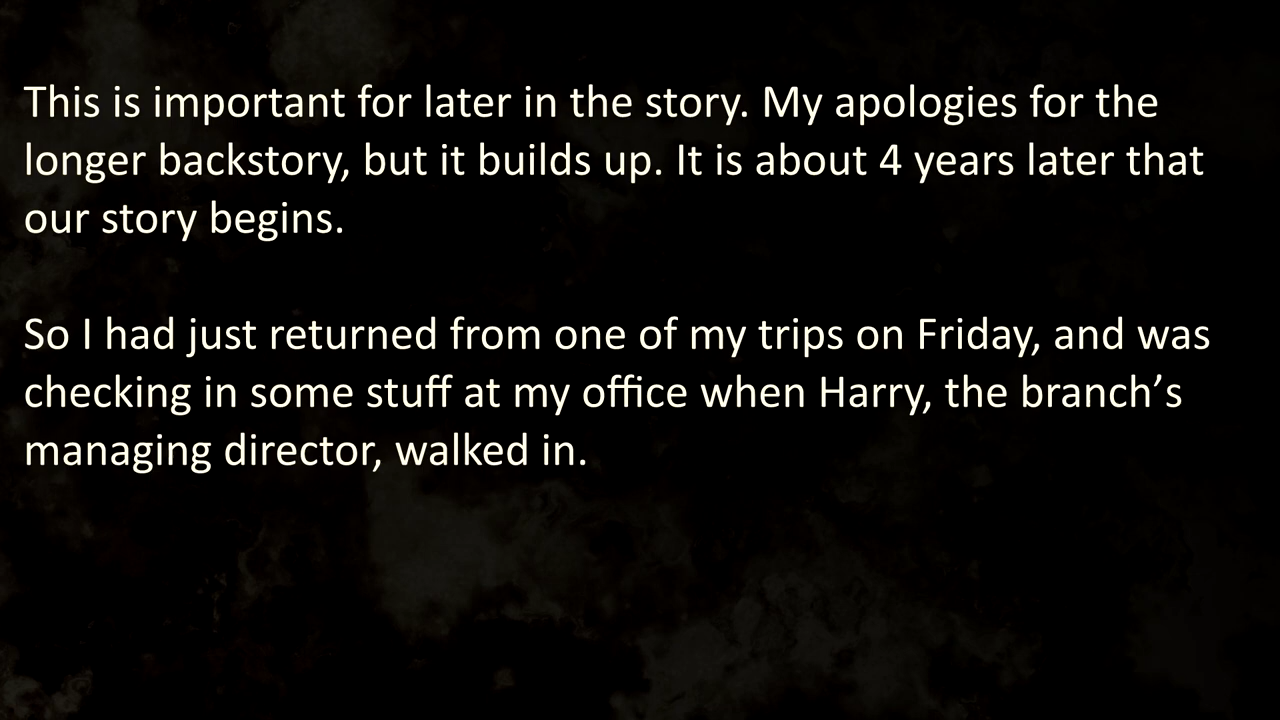 This is important for later in the story. My apologies for the
longer backstory, but it builds up. It is about 4 years later that
our story begins.
So I had just returned from one of my trips on Friday, and was
checking in some stuff at my office when Harry, the branch’s
managing director, walked in.